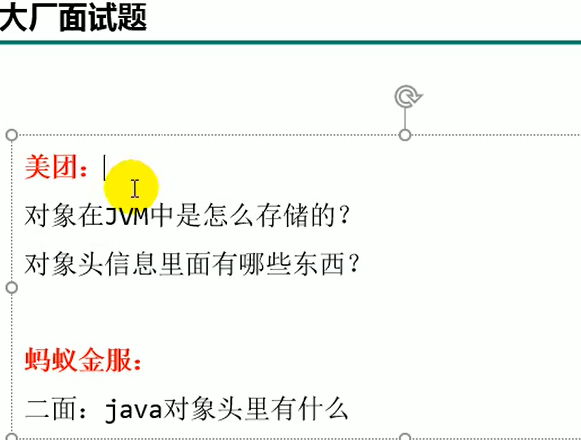 大厂面试题
美团：
对象在JVM中是怎么存储的？
对象头信息里面有哪些东西？
蚂蚁金服：
二面：java对象头里有什么